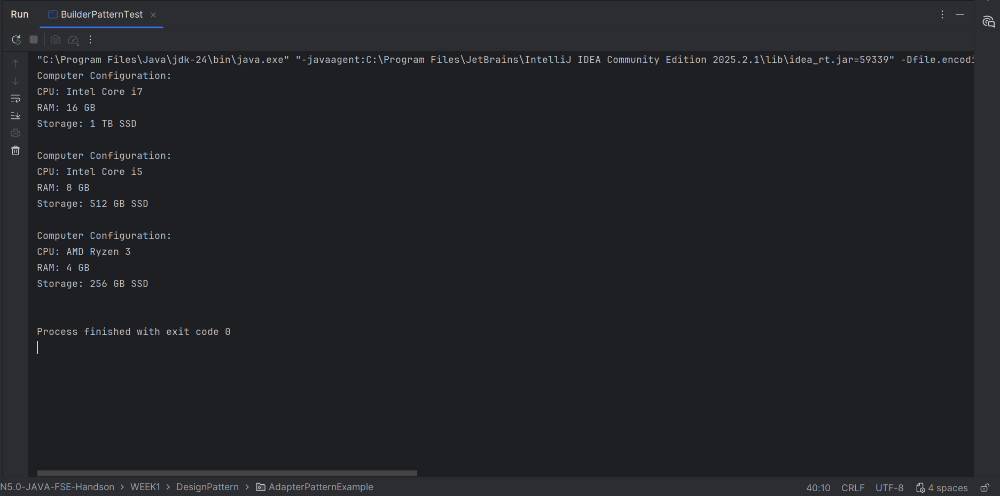 Run BuilderPatternTest
"C:\Program Files\Java\jdk-24\bin\java.exe" "-javaagent:C:\Program Files\JetBrains\IntelliJ IDEA Community Edition 2025.2.1\lib\idea_rt.jar=59339" -Dfile.encodi
Computer Configuration:
CPU: Intel Core i7
RAM: 16 GB
Storage: 1 TB SSD
Computer Configuration:
CPU: Intel Core i5
RAM: 8 GB
Storage: 512 GB SSD
Computer Configuration:
CPU: AMD Ryzen 3
RAM: 4 GB
Storage: 256 GB SSD
Process finished with exit code 0
N5.0-JAVA-FSE-Handson > WEEK1 > DesignPattern > AdapterPatternExample 40:10 CRLF UTF-8 4 spaces